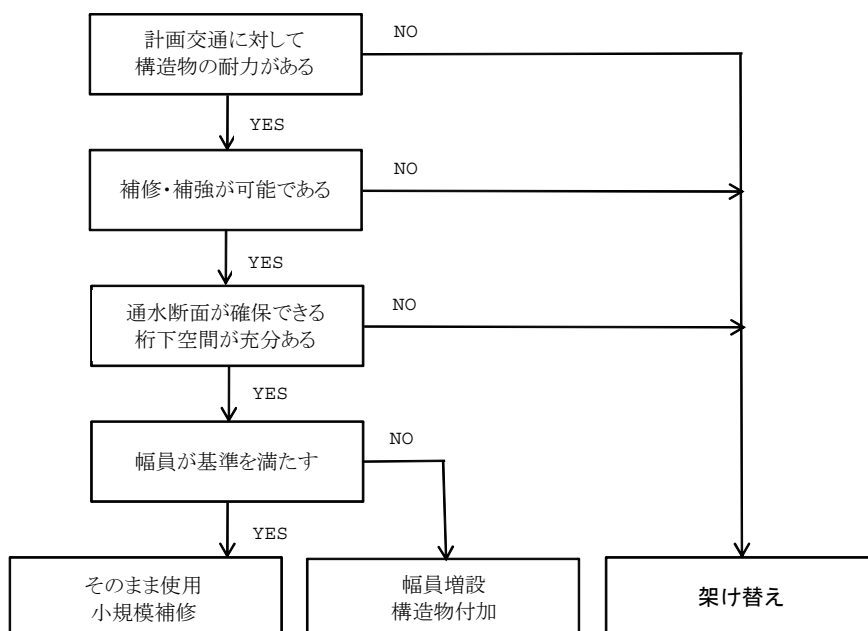 計画交通に対して
構造物の耐力がある
NO
YES
補修・補強が可能である
NO
YES
通水断面が確保できる
桁下空間が充分ある
NO
YES
幅員が基準を満たす
NO
YES
そのまま使用
小規模補修
幅員増設
構造物付加
架け替え